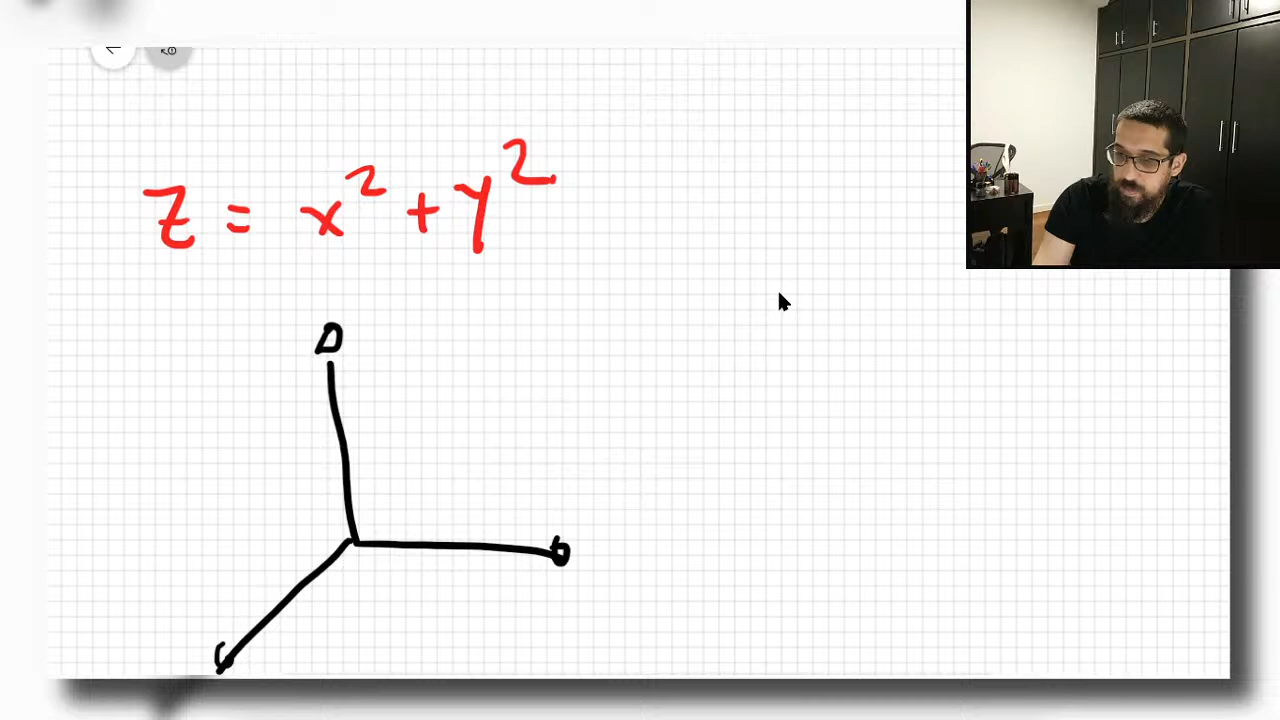 z = x² + y²